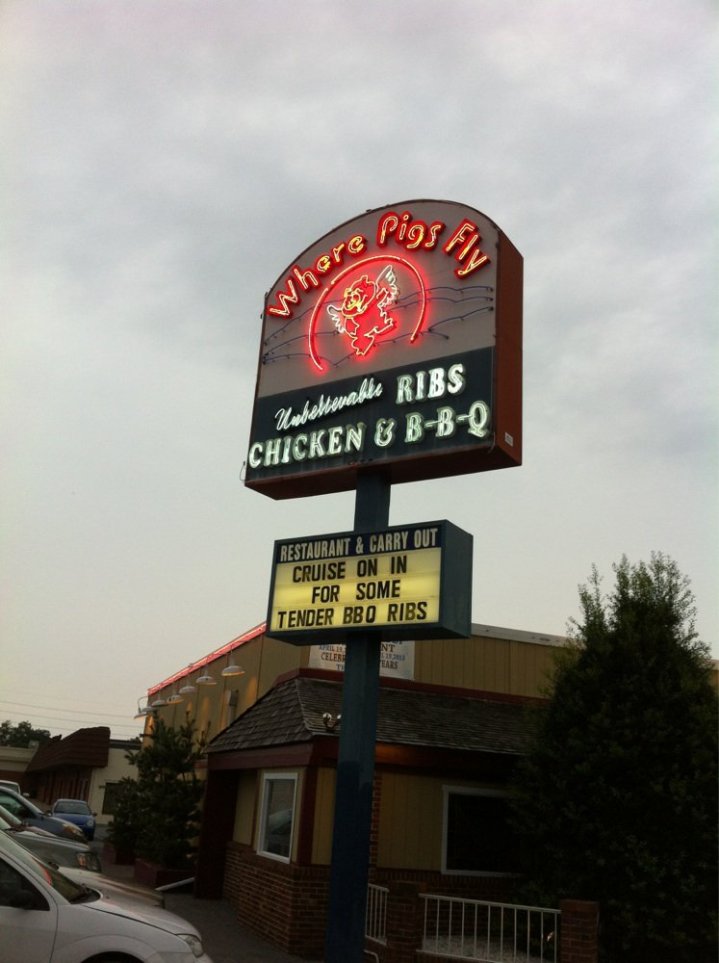 Where Pigs Fly
Unbelievable RIBS
CHICKEN & B-B-Q
RESTAURANT & CARRY OUT
CRUISE ON IN
FOR SOME
TENDER BBQ RIBS